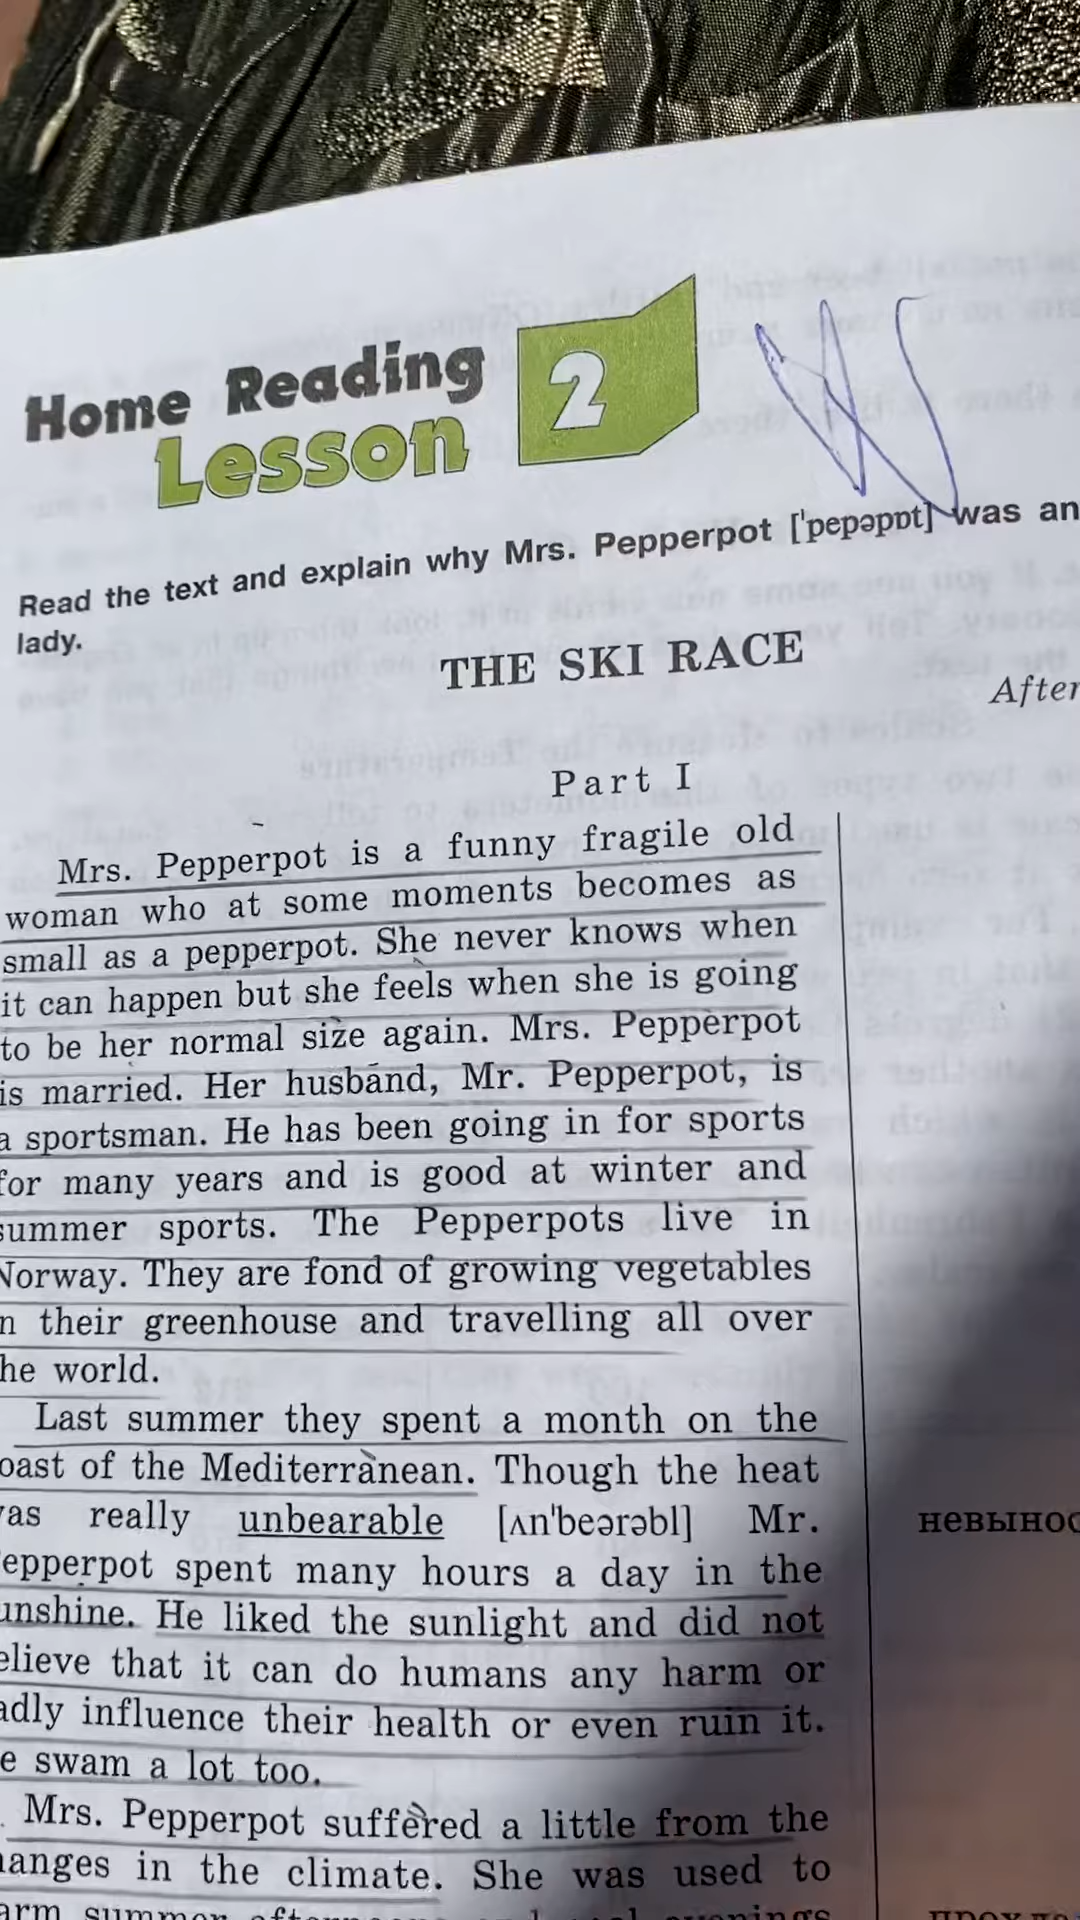 Home Reading
Lesson 2
Read the text and explain why Mrs. Pepperpot [ˈpepəpɒt] was an
lady.
THE SKI RACE
After
Part I
Mrs. Pepperpot is a funny fragile old
woman who at some moments becomes as
small as a pepperpot. She never knows when
it can happen but she feels when she is going
to be her normal size again. Mrs. Pepperpot
is married. Her husband, Mr. Pepperpot, is
a sportsman. He has been going in for sports
for many years and is good at winter and
summer sports. The Pepperpots live in
Norway. They are fond of growing vegetables
n their greenhouse and travelling all over
he world.
Last summer they spent a month on the
oast of the Mediterranean. Though the heat
as really unbearable [ʌnˈbeərəbl] Mr.
невынос
epperpot spent many hours a day in the
unshine. He liked the sunlight and did not
elieve that it can do humans any harm or
adly influence their health or even ruin it.
e swam a lot too.
Mrs. Pepperpot suffered a little from the
hanges in the climate. She was used to
arm summer